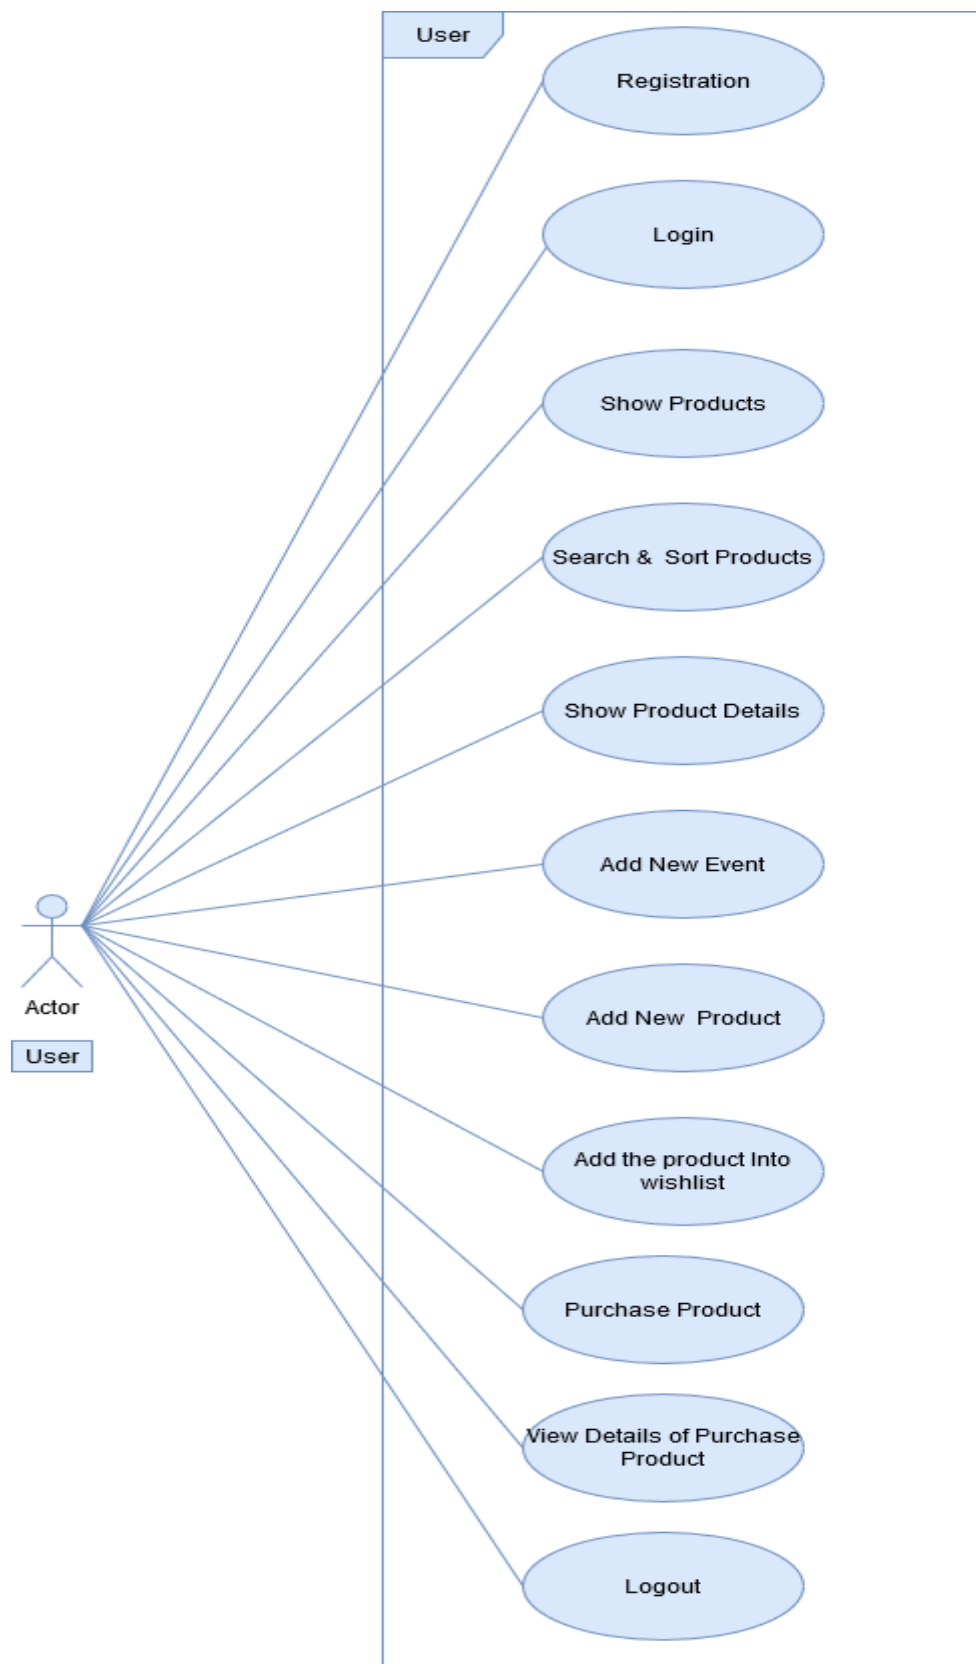 User
Registration
Login
Show Products
Search &  Sort Products
Show Product Details
Add New Event
Actor
User
Add New  Product
Add the product Into
wishlist
Purchase Product
View Details of Purchase
Product
Logout